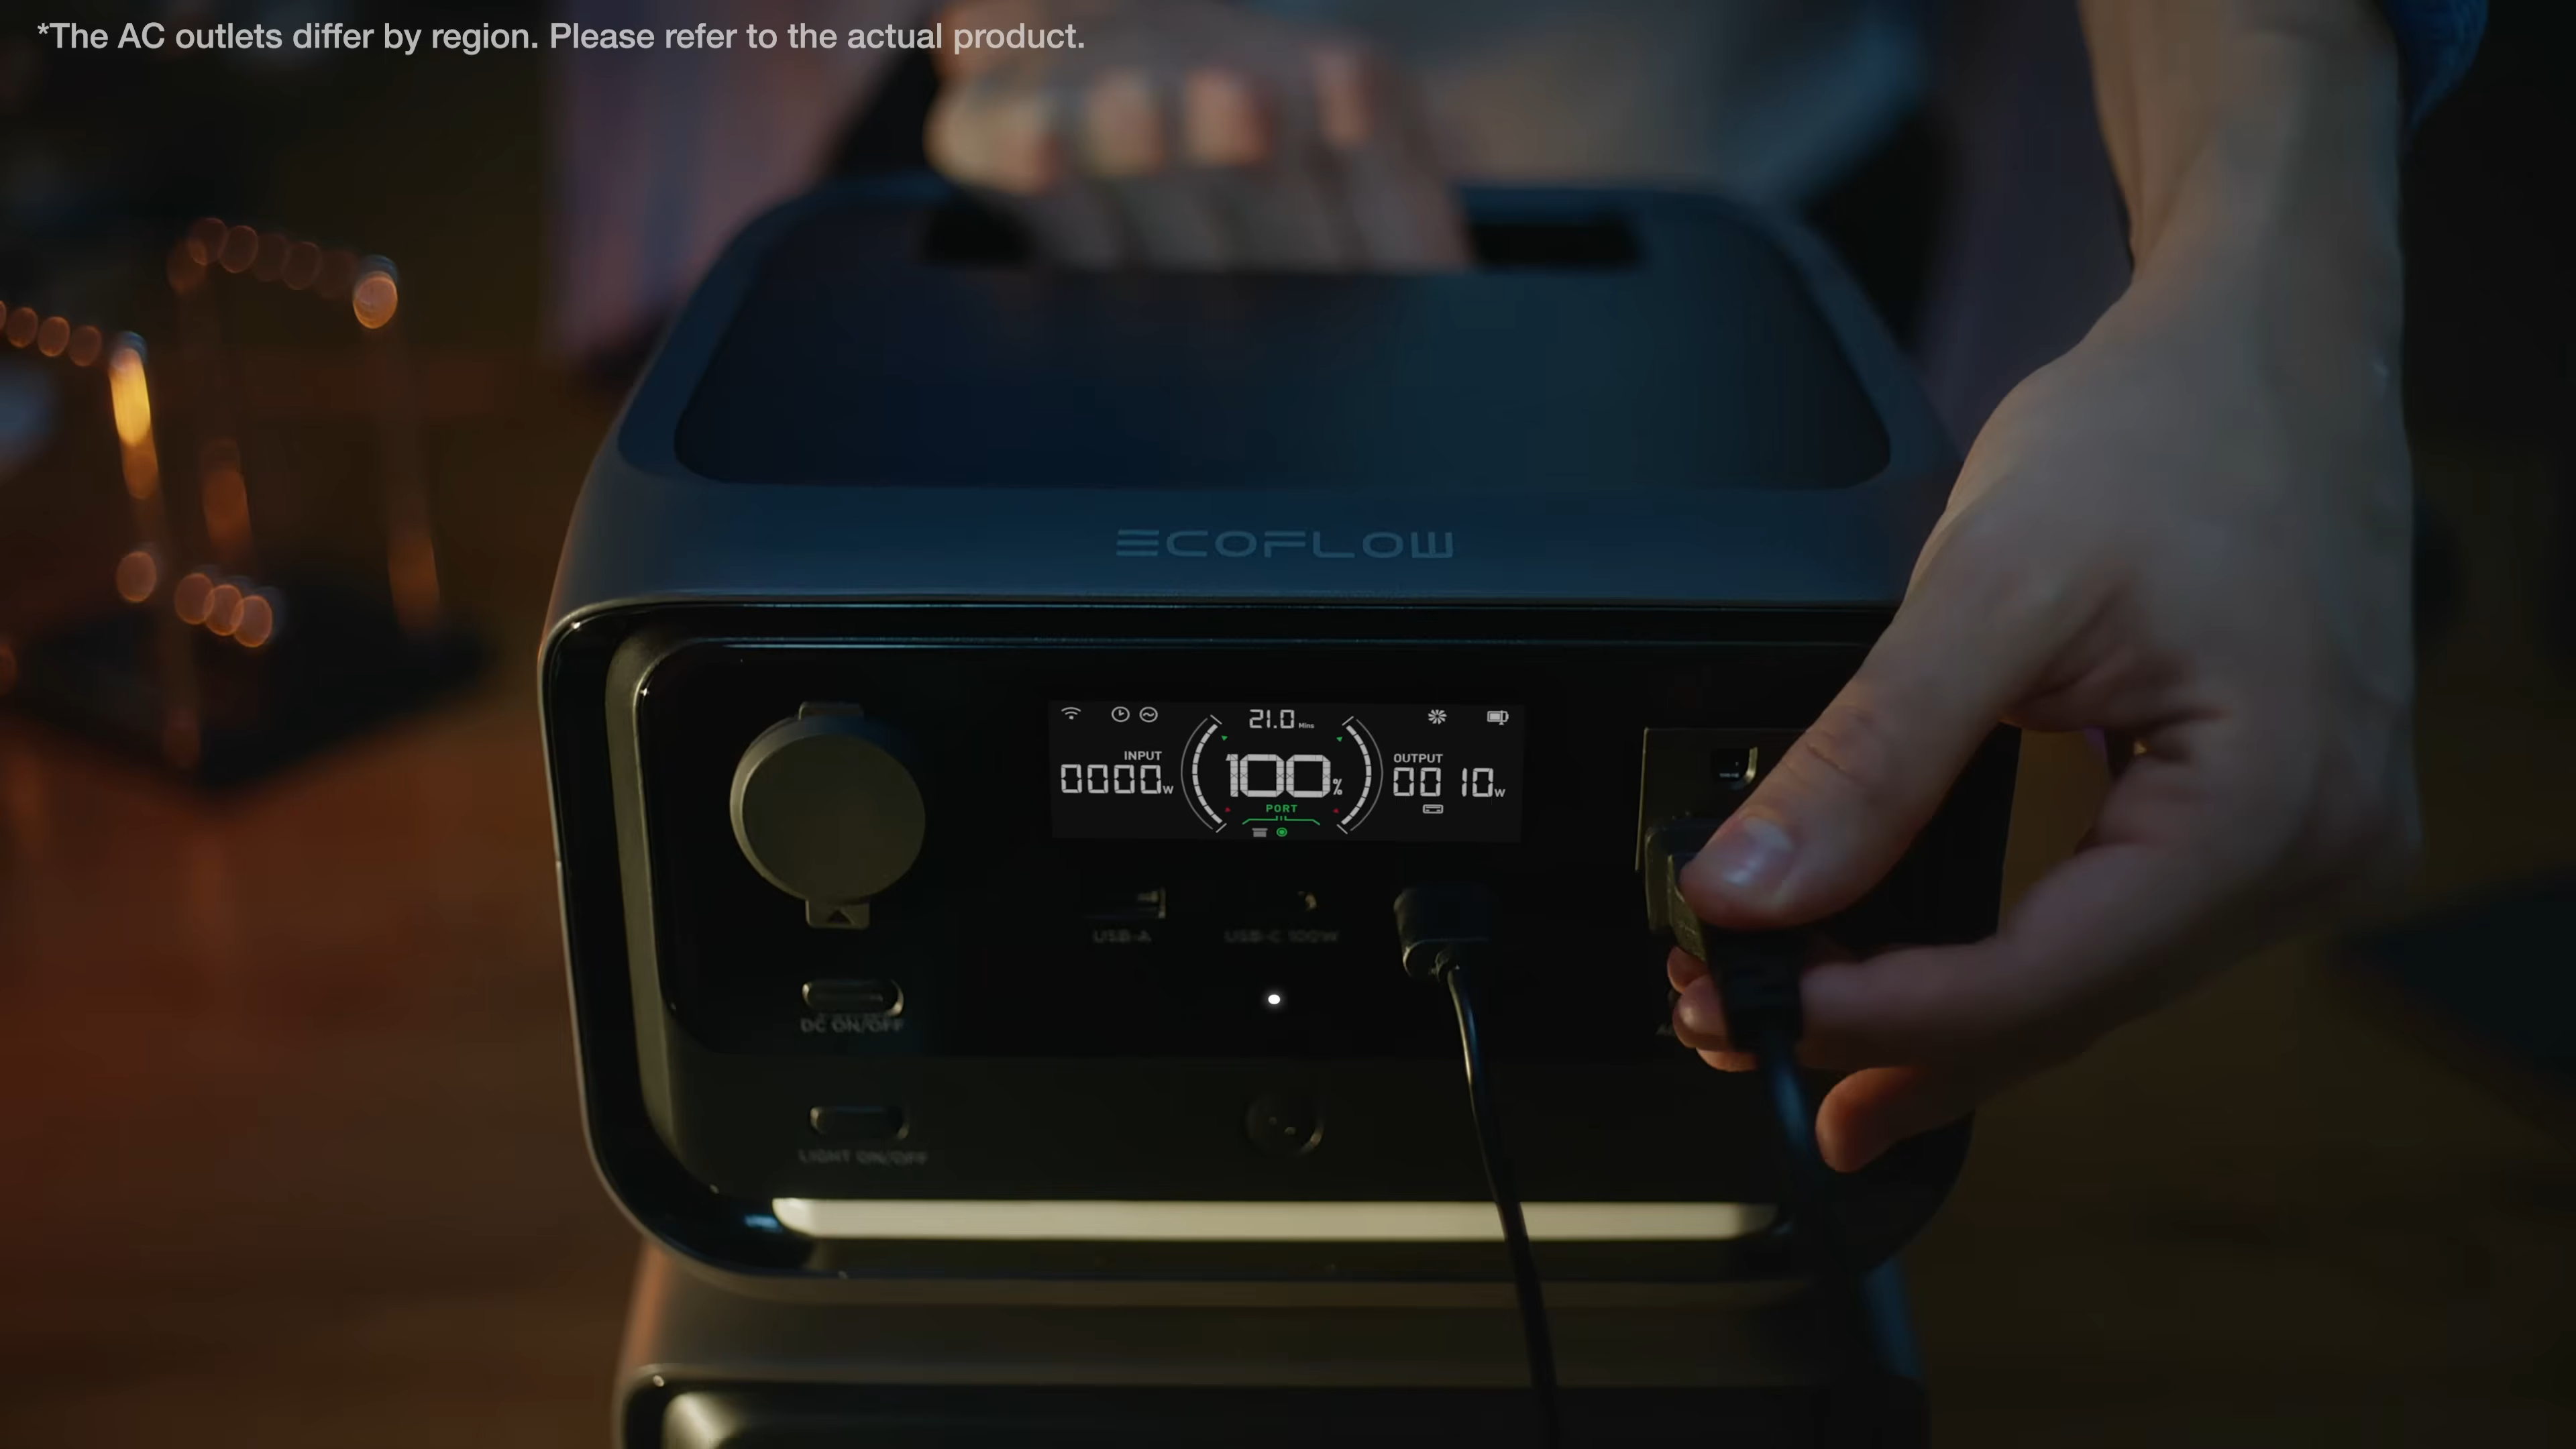 *The AC outlets differ by region. Please refer to the actual product.
ECOFLOW
21.0 Mins
INPUT
0000W
100%
PORT
OUTPUT
0010W
USB-A
USB-C 100W
DC ON/OFF
LIGHT ON/OFF